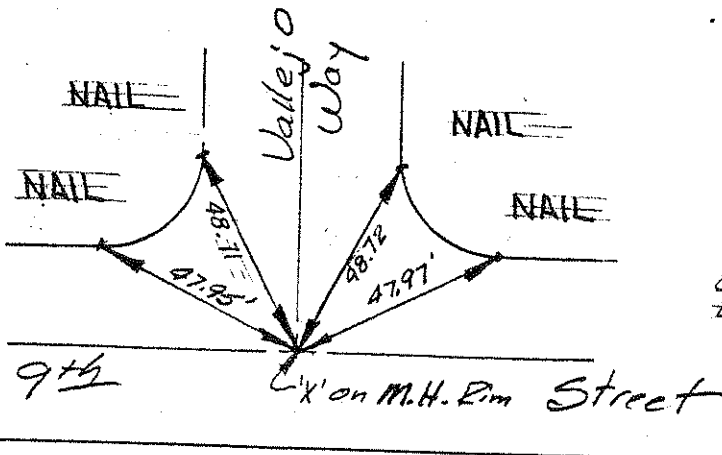 Vallejo
Way
NAIL
NAIL
NAIL
NAIL
48.71
47.95'
48.72
47.97'
9th
'X' on M.H. Rim Street